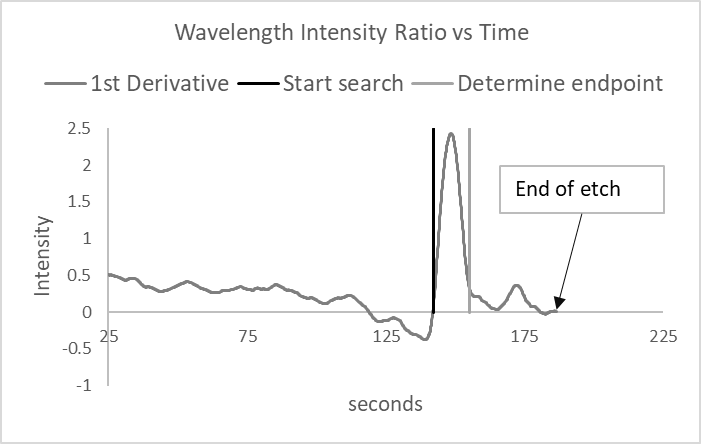 Wavelength Intensity Ratio vs Time
1st Derivative Start search Determine endpoint
2.5
2
1.5
1
0.5
0
-0.5
-1
Intensity
End of etch
25 75 125 175 225
seconds